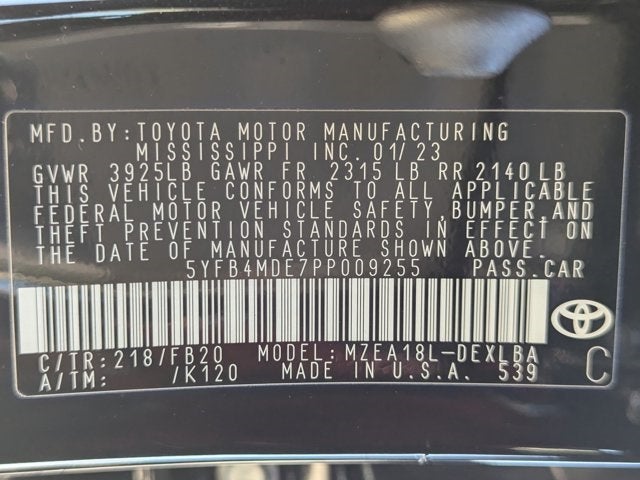 MFD.BY:TOYOTA MOTOR MANUFACTURING
MISSISSIPPI INC. 01/23
GVWR 3925LB GAWR FR 2315 LB RR 2140 LB
THIS VEHICLE CONFORMS TO ALL APPLICABLE
FEDERAL MOTOR VEHICLE SAFETY,BUMPER,AND
THEFT PREVENTION STANDARDS IN EFFECT ON
THE DATE OF MANUFACTURE SHOWN ABOVE.
5YFB4MDE7PP009255 PASS.CAR
C/TR:218/FB20 MODEL:MZEA18L-DEXLBA
A/TM: /K120 MADE IN U.S.A. 539 C